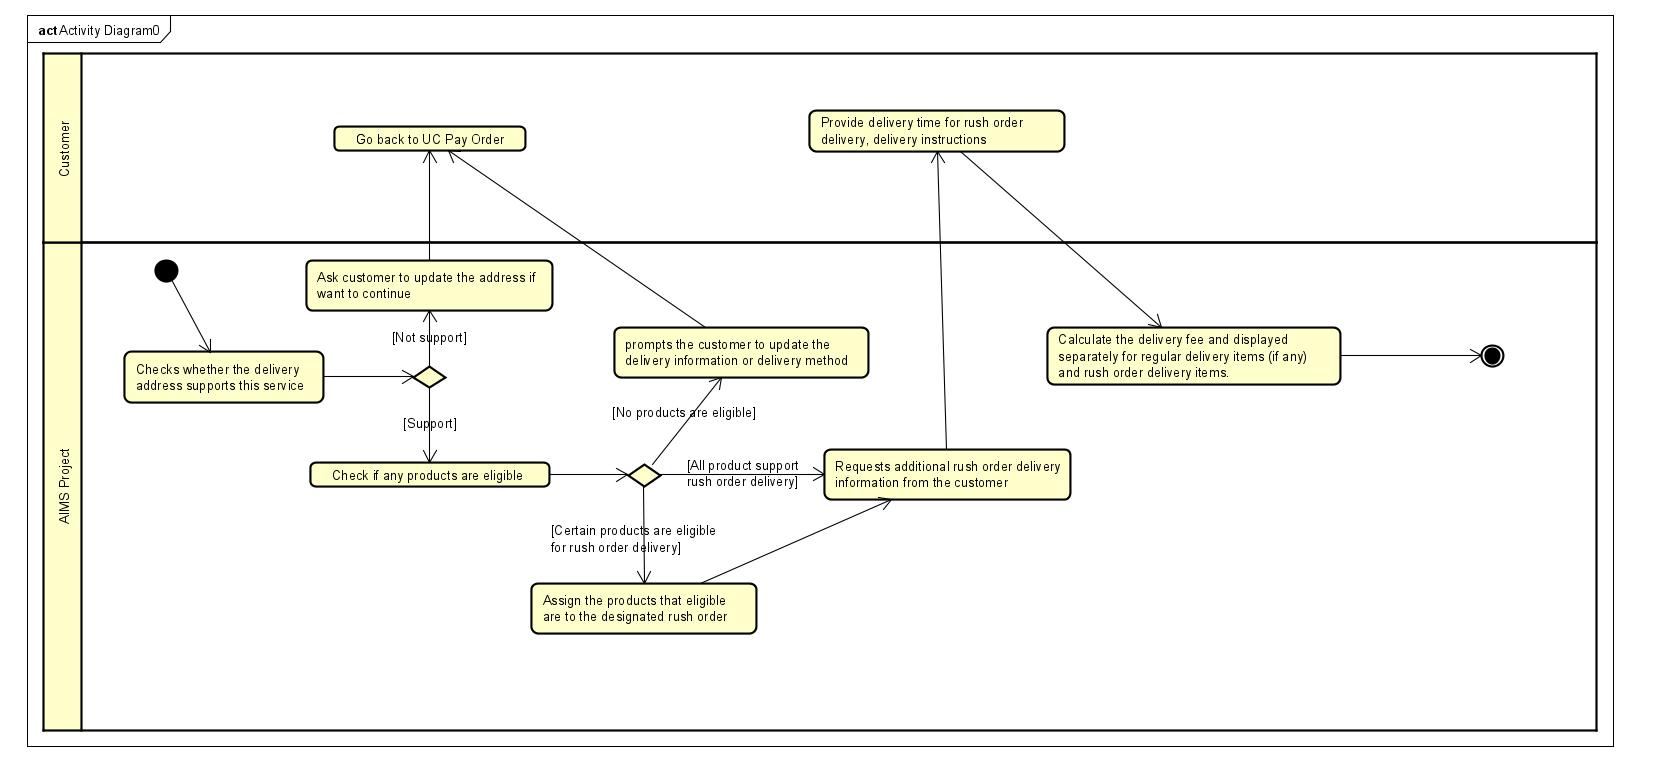 act Activity Diagram0
Customer
Go back to UC Pay Order
Provide delivery time for rush order
delivery, delivery instructions
AIMS Project
Ask customer to update the address if
want to continue
[Not support]
Checks whether the delivery
address supports this service
[Support]
Check if any products are eligible
prompts the customer to update the
delivery information or delivery method
[No products are eligible]
[All product support
rush order delivery]
[Certain products are eligible
for rush order delivery]
Assign the products that eligible
are to the designated rush order
Requests additional rush order delivery
information from the customer
Calculate the delivery fee and displayed
separately for regular delivery items (if any)
and rush order delivery items.